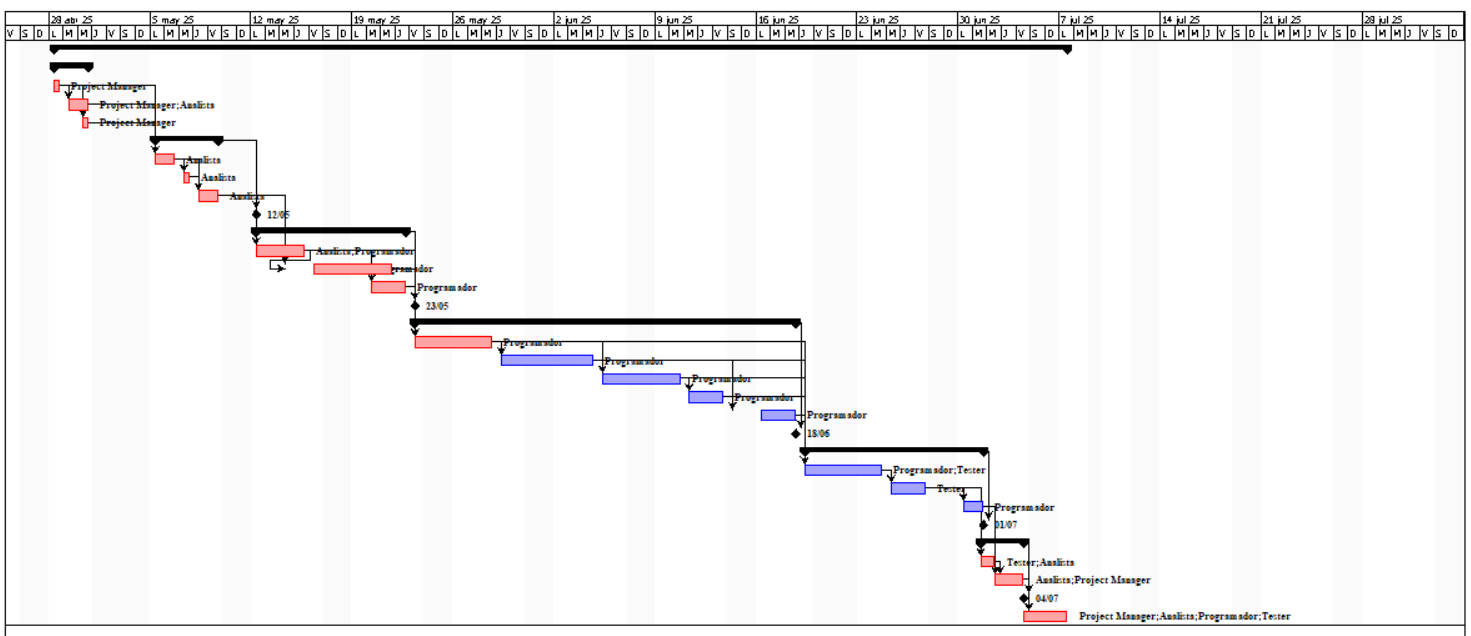 28 abr 25 5 may 25 12 may 25 19 may 25 26 may 25 2 jun 25 9 jun 25 16 jun 25 23 jun 25 30 jun 25 7 jul 25 14 jul 25 21 jul 25 28 jul 25
V S D L M M J V S D L M M J V S D L M M J V S D L M M J V S D L M M J V S D L M M J V S D L M M J V S D L M M J V S D L M M J V S D L M M J V S D L M M J V S D L M M J V S D L M M J V S D L M M J V S D
Project Manager
Project Manager;Analista
Project Manager
Analista
Analista
Analista
12/05
Analista;Programador
Programador
23/05
Programador
Programador
Programador
Programador
Programador
18/06
Programador;Tester
Tester
Programador
01/07
Tester;Analista
Analista;Project Manager
04/07
Project Manager;Analista;Programador;Tester